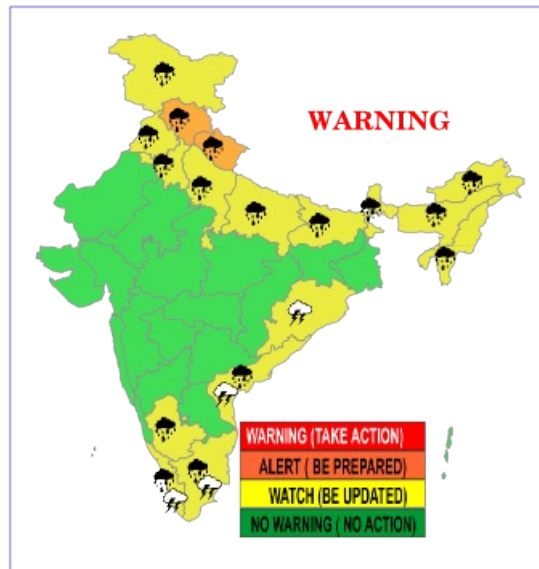 WARNING
WARNING (TAKE ACTION)
ALERT ( BE PREPARED)
WATCH (BE UPDATED)
NO WARNING ( NO ACTION)